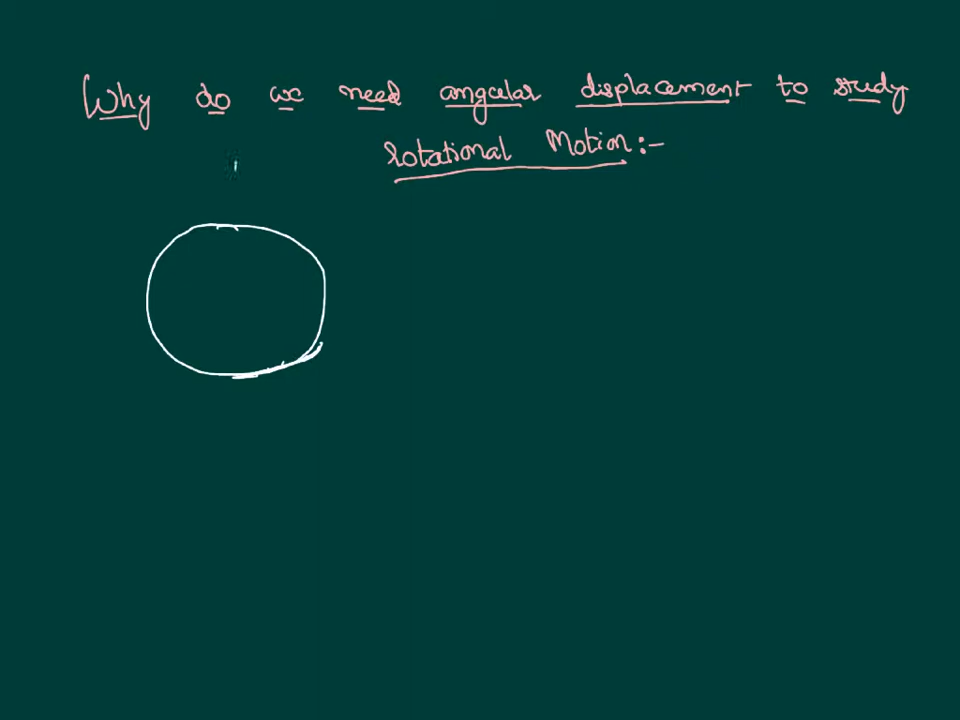 Why do we need angular displacement to study
rotational Motion:-